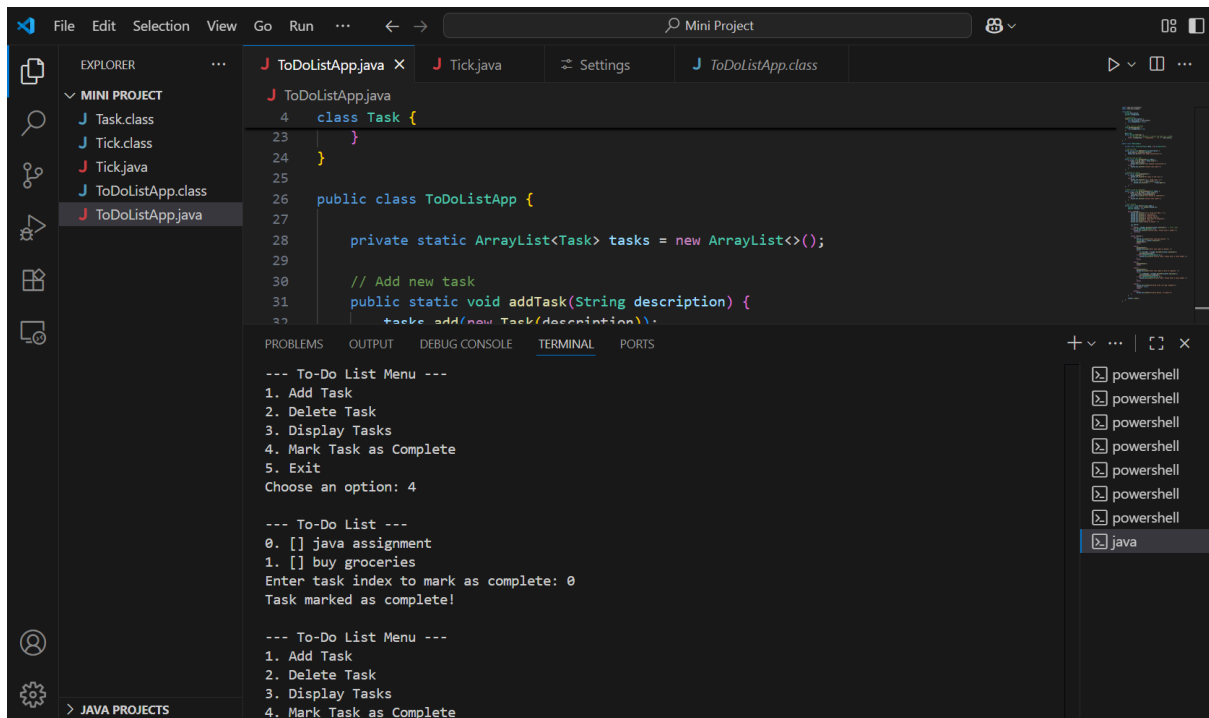 File Edit Selection View Go Run ··· ← → Mini Project
EXPLORER ···
MINI PROJECT
J Task.class
J Tick.class
J Tick.java
J ToDoListApp.class
J ToDoListApp.java
JAVA PROJECTS
J ToDoListApp.java × J Tick.java Settings J ToDoListApp.class
J ToDoListApp.java
4 class Task {
23 }
24 }
25
26 public class ToDoListApp {
27
28 private static ArrayList<Task> tasks = new ArrayList<>();
29
30 // Add new task
31 public static void addTask(String description) {
32 tasks.add(new Task(description));
PROBLEMS OUTPUT DEBUG CONSOLE TERMINAL PORTS
--- To-Do List Menu ---
1. Add Task
2. Delete Task
3. Display Tasks
4. Mark Task as Complete
5. Exit
Choose an option: 4
--- To-Do List ---
0. [] java assignment
1. [] buy groceries
Enter task index to mark as complete: 0
Task marked as complete!
--- To-Do List Menu ---
1. Add Task
2. Delete Task
3. Display Tasks
4. Mark Task as Complete
powershell
powershell
powershell
powershell
powershell
powershell
powershell
java